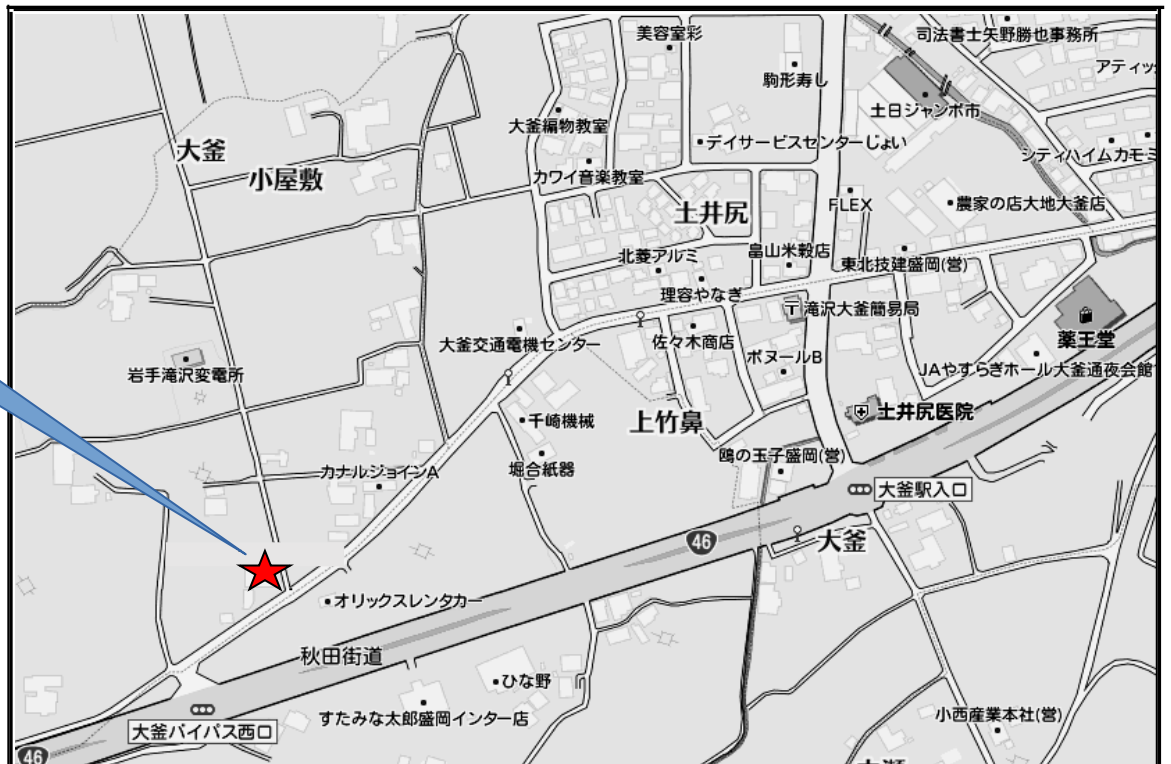 美容室彩
司法書士矢野勝也事務所
駒形寿し
アティッ
土日ジャンボ市
大釜編物教室
デイサービスセンターじょい
大釜
シティハイムカモミ
小屋敷
カワイ音楽教室
土井尻
FLEX
農家の店大地大釜店
北菱アルミ
畠山米穀店
東北技建盛岡(営)
理容やなぎ
〒滝沢大釜簡易局
大釜交通電機センター
佐々木商店
薬王堂
ボヌールB
岩手滝沢変電所
JAやすらぎホール大釜通夜会館
千崎機械
上竹鼻
土井尻医院
鴎の玉子盛岡(営)
カナルジョインA
堀合紙器
大釜駅入口
46
大釜
オリックスレンタカー
秋田街道
ひな野
すたみな太郎盛岡インター店
小西産業本社(営)
大釜バイパス西口
46